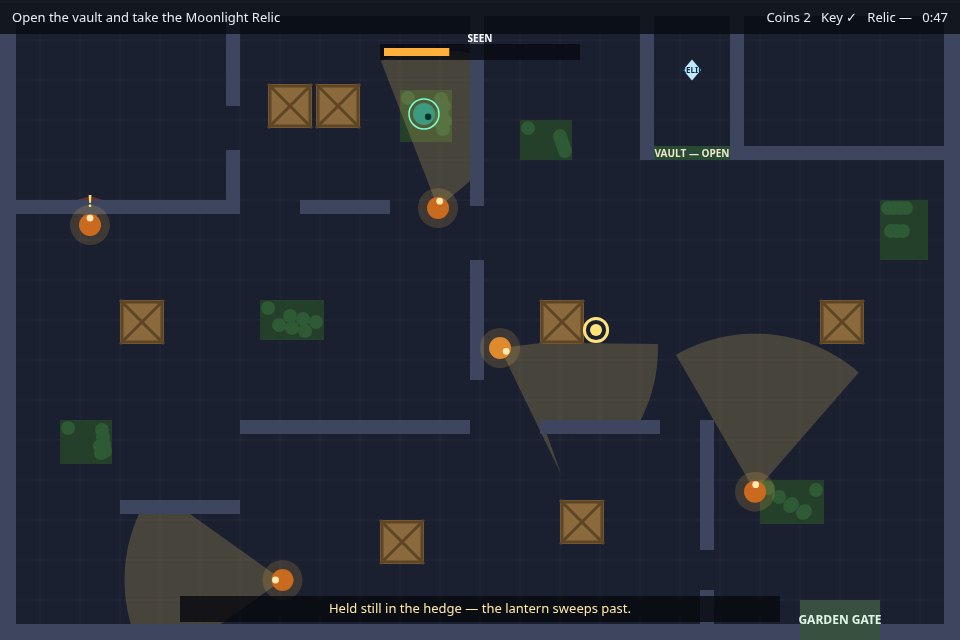 Open the vault and take the Moonlight Relic
Coins 2 Key ✓ Relic — 0:47
SEEN
VAULT — OPEN
!
Held still in the hedge — the lantern sweeps past.
GARDEN GATE